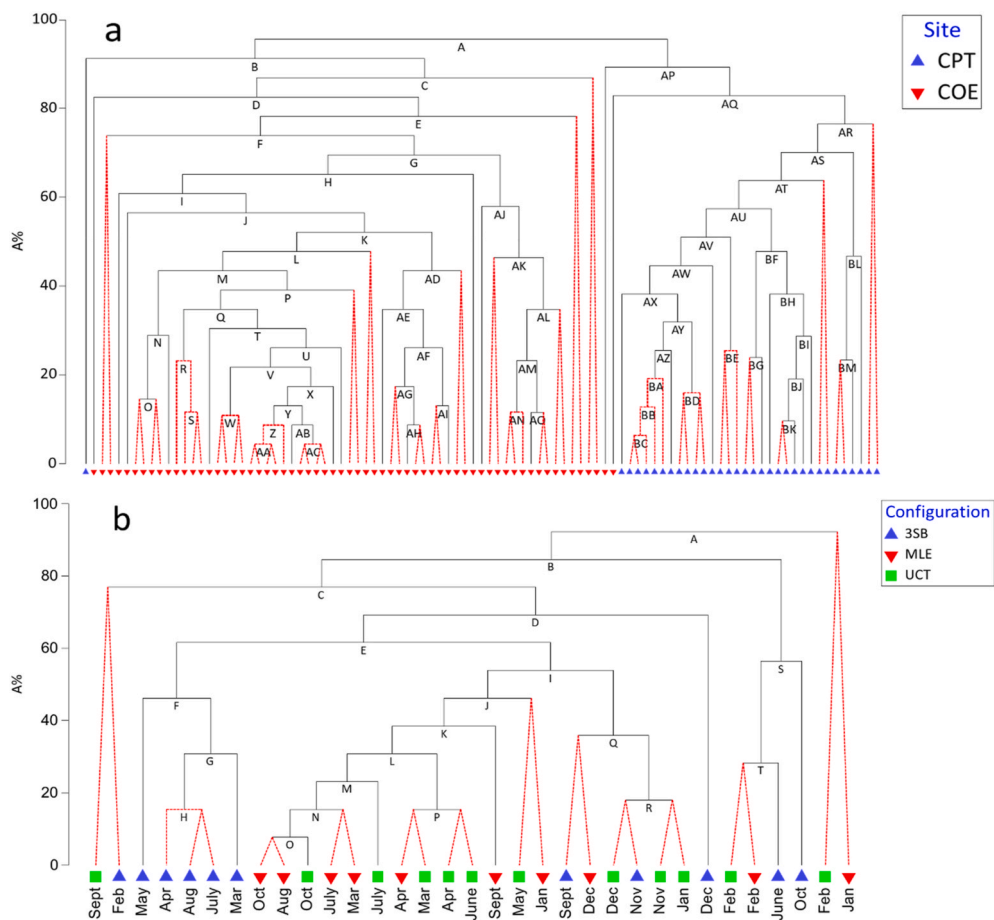 a
Site
CPT
COE
A%
100
80
60
40
20
0
A
B
AP
C
AQ
D
E
AR
F
G
AS
H
AT
I
AJ
AU
J
K
AV
L
AK
BF
BL
M
AD
AW
P
AX
BH
Q
AE
AL
AY
T
N
BI
U
AF
AZ
BE
R
V
AM
BG
BM
X
AG
BA
BJ
O
S
W
Y
AI
BB
BD
Z
AB
AH
AN
AO
BK
AA
AC
BC
b
Configuration
3SB
MLE
UCT
A%
100
80
60
40
20
0
A
B
C
D
E
I
S
F
J
K
Q
G
L
T
M
H
N
P
R
O
Sept
Feb
May
Apr
Aug
July
Mar
Oct
Aug
Oct
July
Mar
July
Apr
Mar
Apr
June
Sept
May
Jan
Sept
Dec
Dec
Nov
Nov
Jan
Dec
Feb
Feb
June
Oct
Feb
Jan